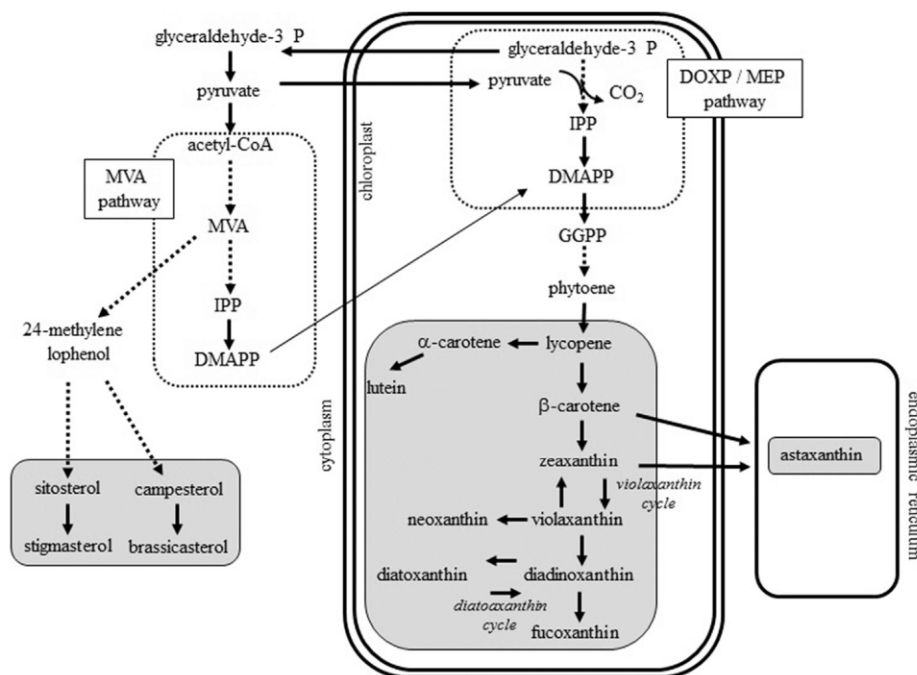 glyceraldehyde-3 P
pyruvate
acetyl-CoA
MVA
pathway
MVA
IPP
DMAPP
24-methylene
lophenol
sitosterol
campesterol
stigmasterol
brassicasterol
cytoplasm
chloroplast
glyceraldehyde-3 P
pyruvate
CO₂
DOXP / MEP
pathway
IPP
DMAPP
GGPP
phytoene
α-carotene
lycopene
lutein
β-carotene
zeaxanthin
violaxanthin
cycle
neoxanthin
violaxanthin
diatoxanthin
diadinoxanthin
diatoaxanthin
cycle
fucoxanthin
astaxanthin
endoplasmic reticulum